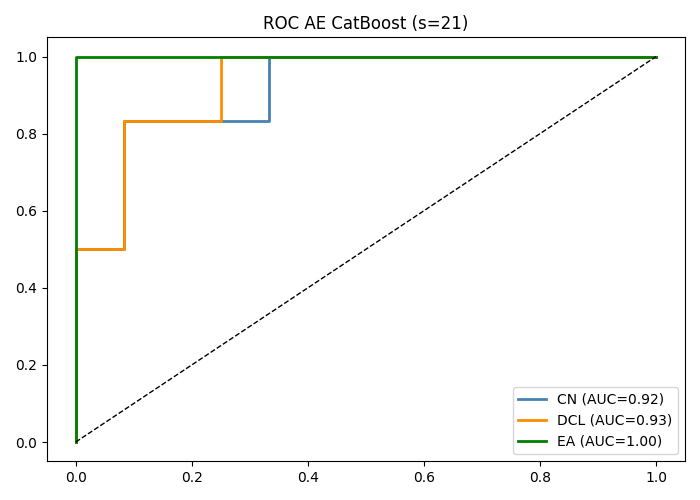 ROC AE CatBoost (s=21)
1.0
0.8
0.6
0.4
0.2
0.0
0.0 0.2 0.4 0.6 0.8 1.0
CN (AUC=0.92)
DCL (AUC=0.93)
EA (AUC=1.00)